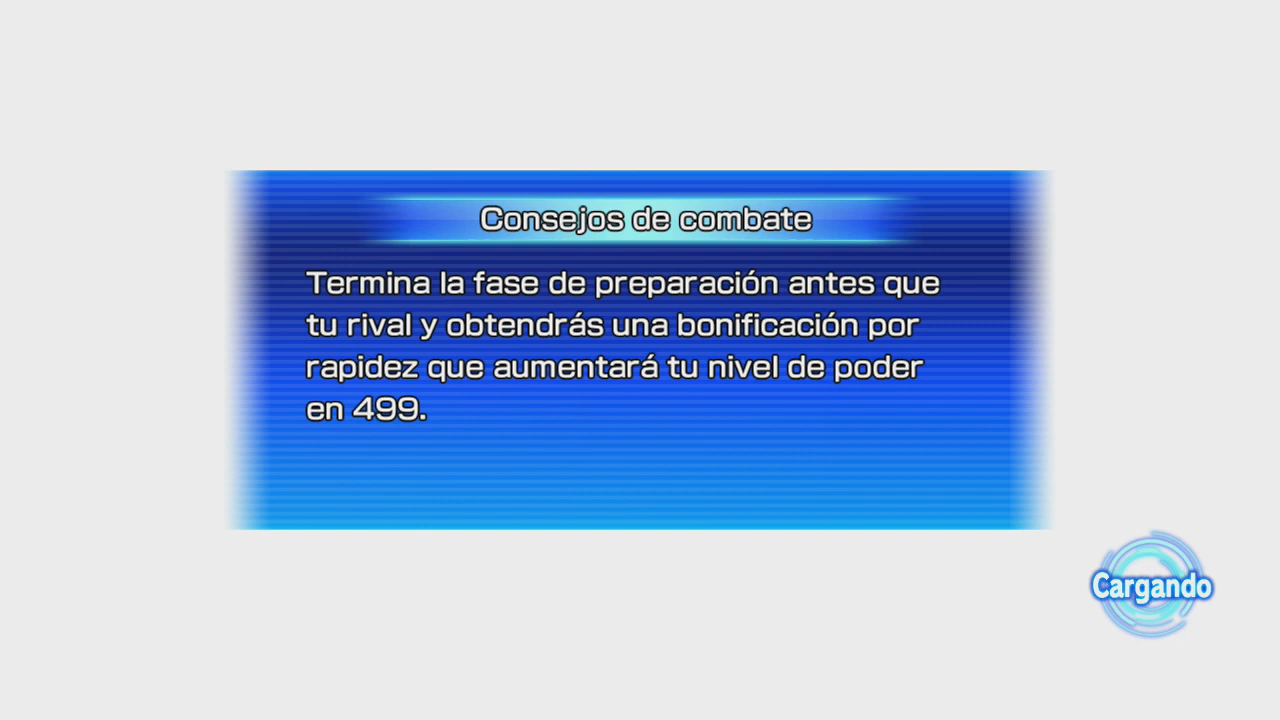 Consejos de combate
Termina la fase de preparación antes que
tu rival y obtendrás una bonificación por
rapidez que aumentará tu nivel de poder
en 499.
Cargando